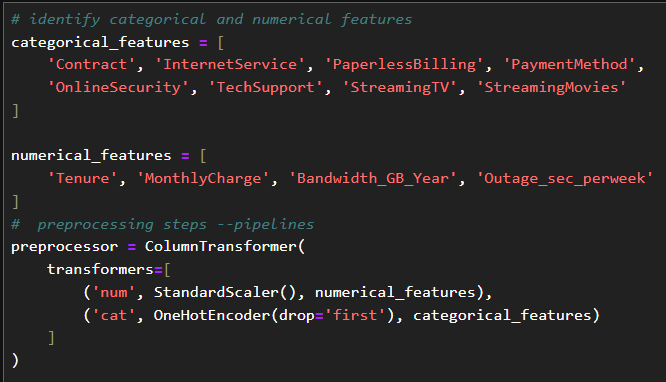 # identify categorical and numerical features
categorical_features = [
    'Contract', 'InternetService', 'PaperlessBilling', 'PaymentMethod',
    'OnlineSecurity', 'TechSupport', 'StreamingTV', 'StreamingMovies'
]

numerical_features = [
    'Tenure', 'MonthlyCharge', 'Bandwidth_GB_Year', 'Outage_sec_perweek'
]
#  preprocessing steps --pipelines
preprocessor = ColumnTransformer(
    transformers=[
        ('num', StandardScaler(), numerical_features),
        ('cat', OneHotEncoder(drop='first'), categorical_features)
    ]
)